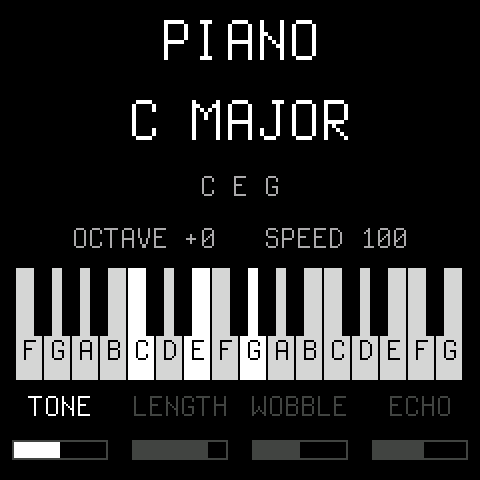 PIANO
C MAJOR
C E G
OCTAVE +0 SPEED 100
F G A B C D E F G A B C D E F G
TONE LENGTH WOBBLE ECHO